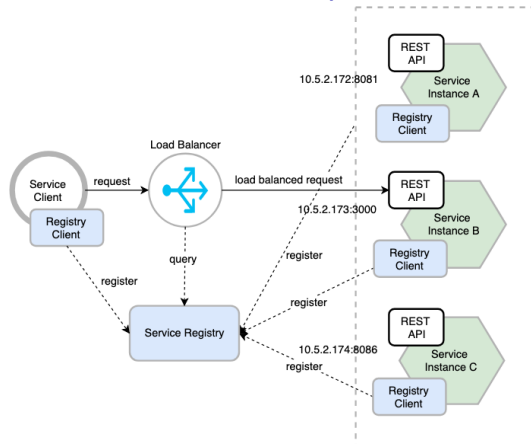 REST
API
10.5.2.172:8081
Service
Instance A
Registry
Client
Load Balancer
request
load balanced request
Service
Client
Registry
Client
REST
API
10.5.2.173:3000
Service
Instance B
Registry
Client
query
register
register
register
Service Registry
REST
API
10.5.2.174:8086
register
Service
Instance C
Registry
Client